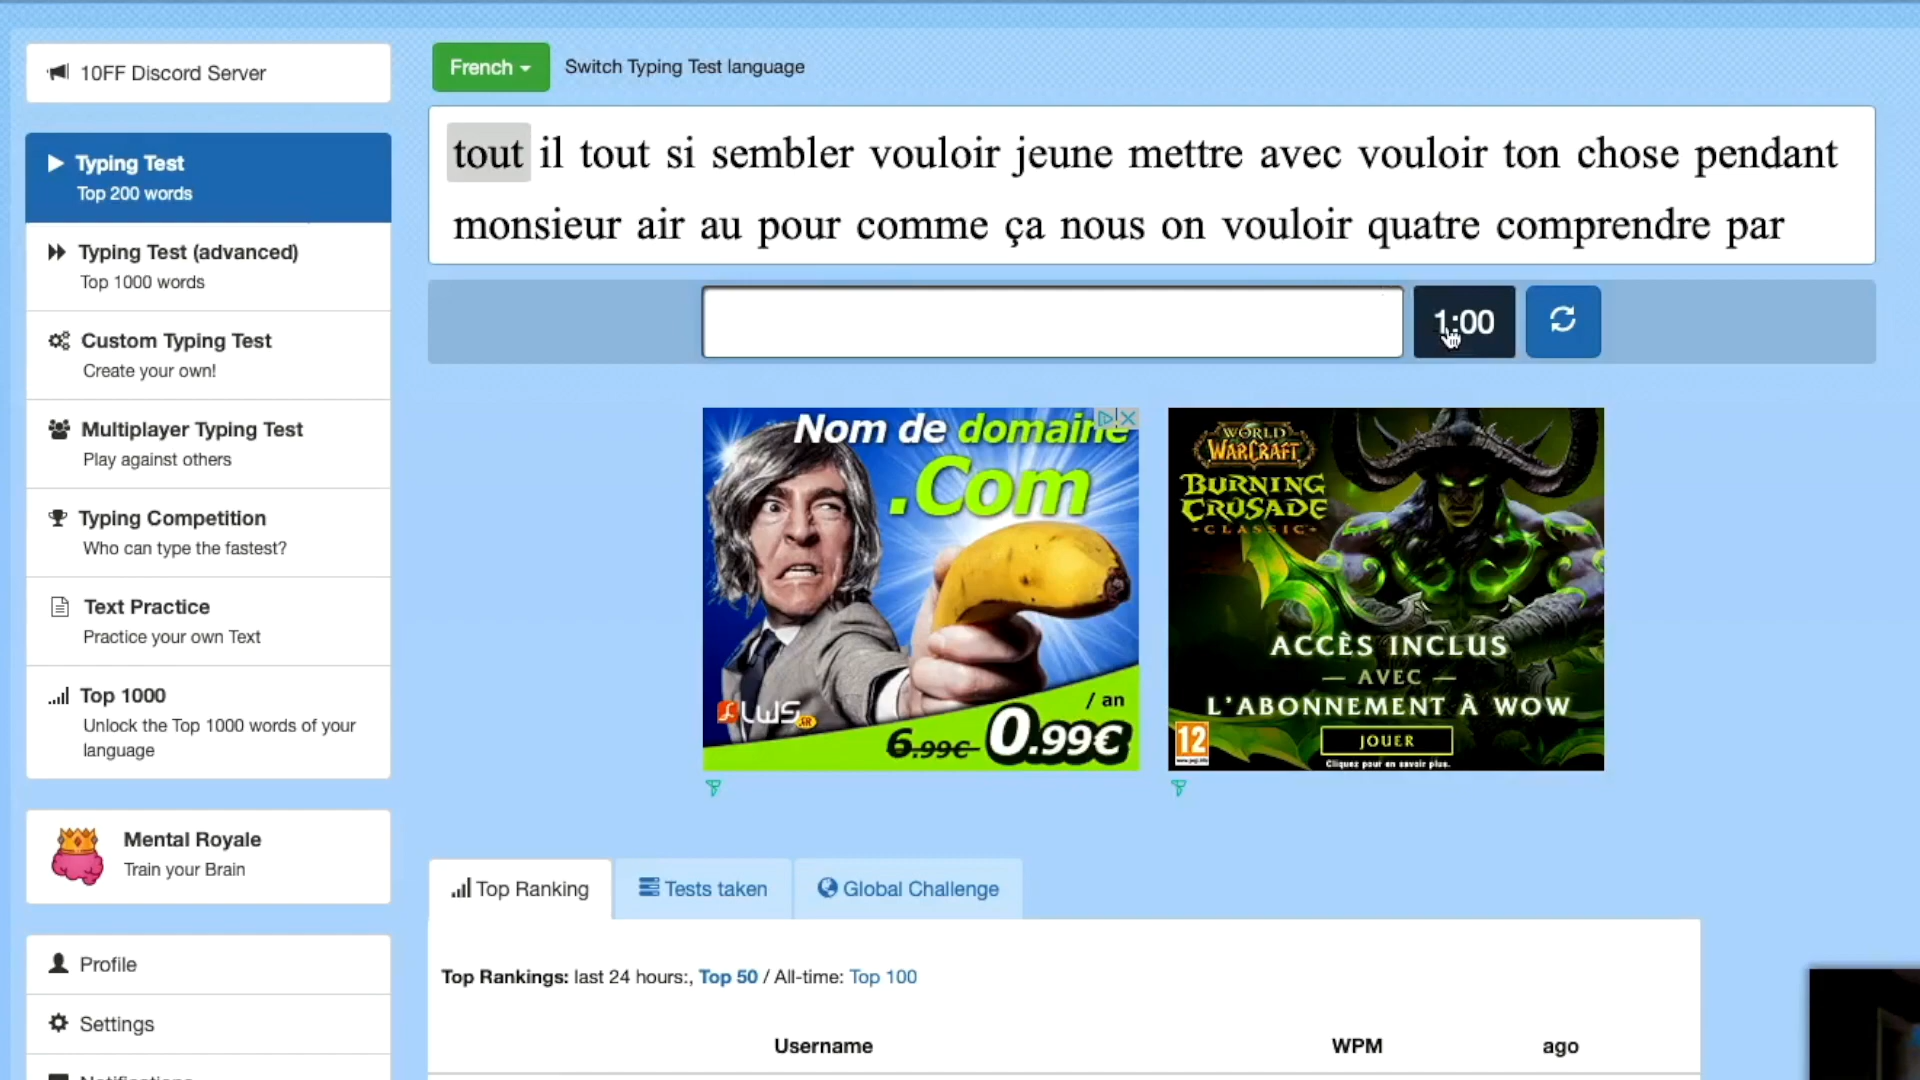 10FF Discord Server
Typing Test
Top 200 words
Typing Test (advanced)
Top 1000 words
Custom Typing Test
Create your own!
Multiplayer Typing Test
Play against others
Typing Competition
Who can type the fastest?
Text Practice
Practice your own Text
Top 1000
Unlock the Top 1000 words of your
language
Mental Royale
Train your Brain
Profile
Settings
French
Switch Typing Test language
tout il tout si sembler vouloir jeune mettre avec vouloir ton chose pendant
monsieur air au pour comme ça nous on vouloir quatre comprendre par
1:00
Nom de domaine
.Com
LWS
/ an
6.99€ 0.99€
WORLD
WARCRAFT
BURNING
CRUSADE
CLASSIC
ACCÈS INCLUS
AVEC
L'ABONNEMENT À WOW
JOUER
12
Cliquez pour en savoir plus.
Top Ranking
Tests taken
Global Challenge
Top Rankings: last 24 hours:, Top 50 / All-time: Top 100
Username WPM ago